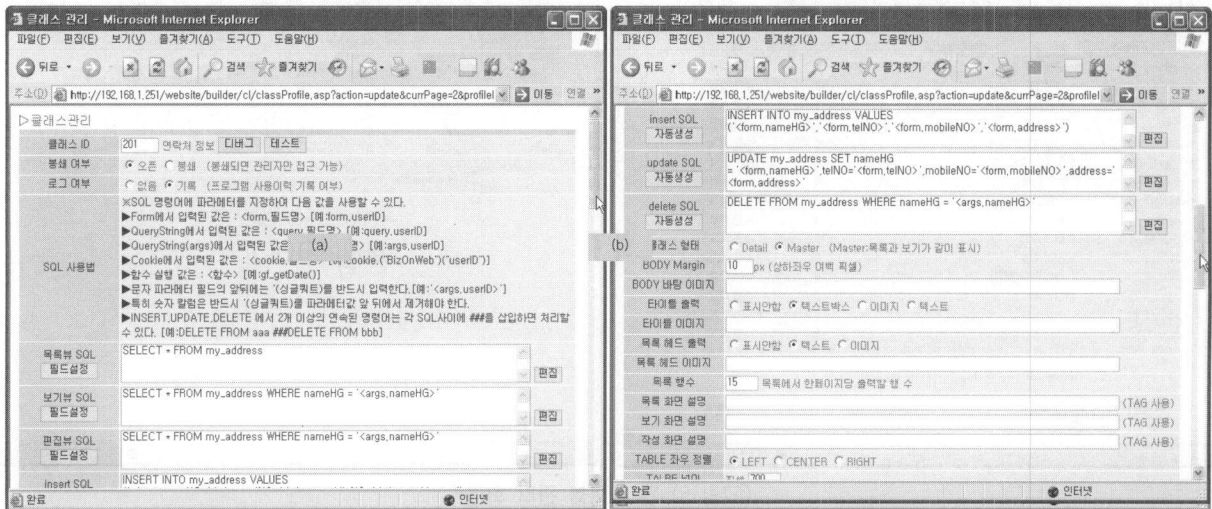 클래스 관리 - Microsoft Internet Explorer
파일(F) 편집(E) 보기(V) 즐겨찾기(A) 도구(T) 도움말(H)
뒤로 검색 즐겨찾기
주소(D) http://192,168,1,251/website/builder/cl/classProfile,asp?action=update&currPage=2&profileI 이동 연결 »
▷클래스관리
클래스 ID 201 연락처 정보 디버그 테스트
봉쇄 여부 오픈 봉쇄 (봉쇄되면 관리자만 접근 가능)
로그 여부 없음 기록 (프로그램 사용이력 기록 여부)
SQL 사용법
※SQL 명령어에 파라메터를 지정하여 다음 값을 사용할 수 있다.
▶Form에서 입력된 값은 : <form,필드명> [예:form,userID]
▶QueryString에서 입력된 값은 : <query,필드명> [예:query,userID]
▶QueryString(args)에서 입력된 값은 (a) 명> [예:args,userID]
▶Cookie에서 입력된 값은 : <cookie,필드명> [예:cookie,("BizOnWeb")("userID")]
▶함수 실행 값은 : <함수> [예:gf_getDate()]
▶문자 파라메터 필드의 앞뒤에는 '(싱글쿼트)를 반드시 입력한다.[예:'<args,userID>']
▶특히 숫자 칼럼은 반드시 '(싱글쿼트)를 파라메터값 앞 뒤에서 제거해야 한다.
▶INSERT,UPDATE,DELETE 에서 2개 이상의 연속된 명령어는 각 SQL사이에 ###를 삽입하면 처리할
수 있다. [예:DELETE FROM aaa ###DELETE FROM bbb]
목록뷰 SQL
필드설정
SELECT * FROM my_address
편집
보기뷰 SQL
필드설정
SELECT * FROM my_address WHERE nameHG = '<args,nameHG>'
편집
편집뷰 SQL
필드설정
SELECT * FROM my_address WHERE nameHG = '<args,nameHG>'
편집
insert SQL
INSERT INTO my_address VALUES
완료 인터넷
클래스 관리 - Microsoft Internet Explorer
파일(F) 편집(E) 보기(V) 즐겨찾기(A) 도구(T) 도움말(H)
뒤로 검색 즐겨찾기
주소(D) http://192,168,1,251/website/builder/cl/classProfile,asp?action=update&currPage=2&profileI 이동 연결 »
insert SQL
자동생성
INSERT INTO my_address VALUES
('<form,nameHG>','<form,telNO>','<form,mobileNO>','<form,address>')
편집
update SQL
자동생성
UPDATE my_address SET nameHG
= '<form,nameHG>',telNO='<form,telNO>',mobileNO='<form,mobileNO>',address='
<form,address>'
편집
delete SQL
자동생성
DELETE FROM my_address WHERE nameHG = '<args,nameHG>'
편집
(b) 클래스 형태 Detail Master (Master:목록과 보기가 같이 표시)
BODY Margin 10 px (상하좌우 여백 픽셀)
BODY 바탕 이미지
타이틀 출력 표시안함 텍스트박스 이미지 텍스트
타이틀 이미지
목록 헤드 출력 표시안함 텍스트 이미지
목록 헤드 이미지
목록 행수 15 목록에서 한페이지당 출력할 행 수
목록 화면 설명 (TAG 사용)
보기 화면 설명 (TAG 사용)
작성 화면 설명 (TAG 사용)
TABLE 좌우 정렬 LEFT CENTER RIGHT
완료 인터넷